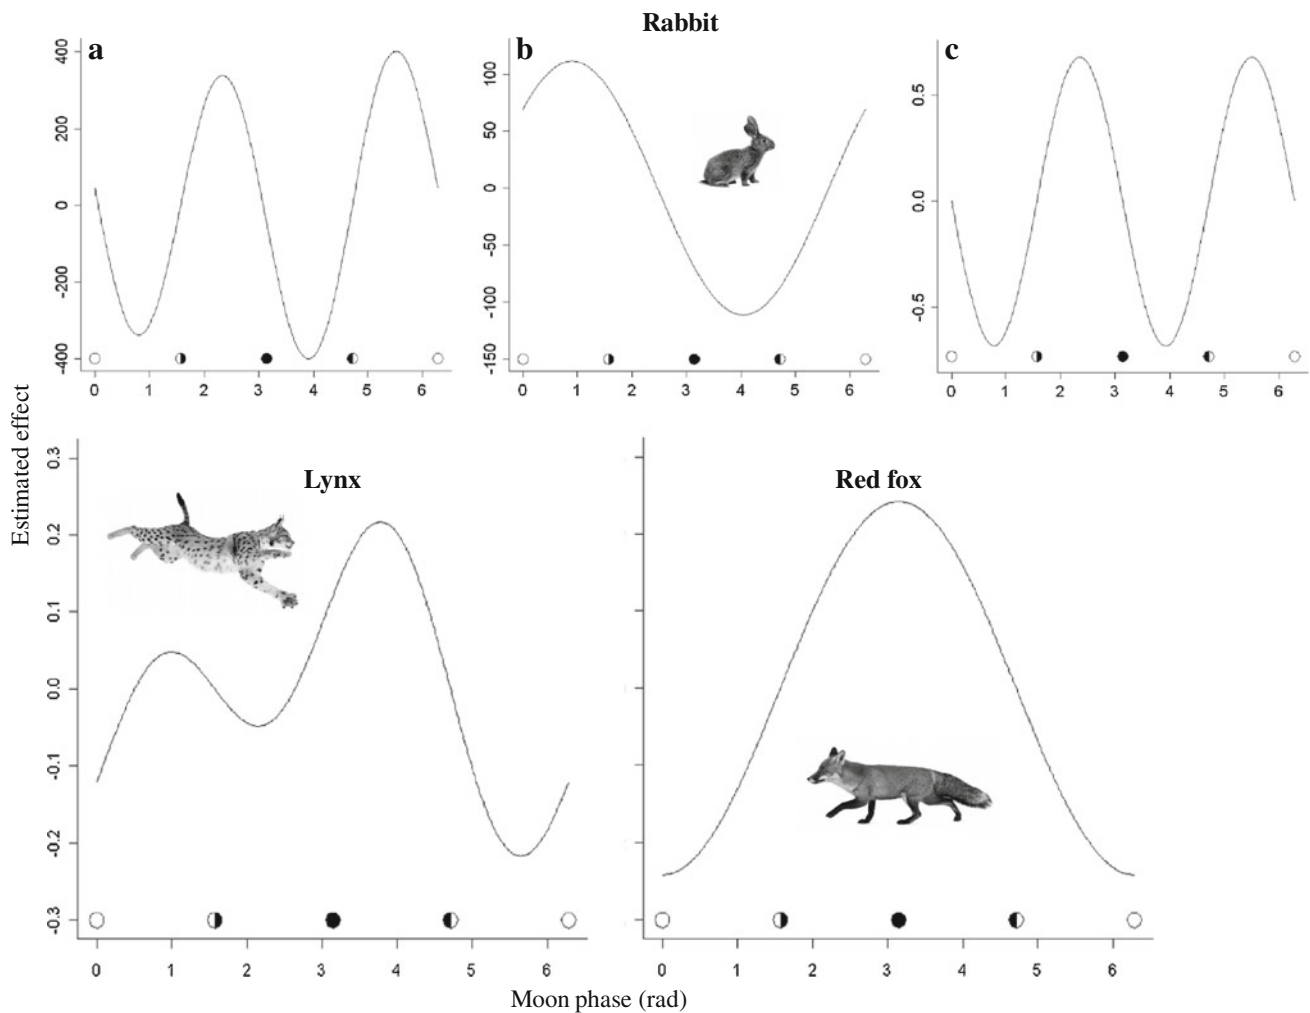 Rabbit
a
400
200
0
-200
-400
0 1 2 3 4 5 6
b
100
50
0
-50
-100
-150
0 1 2 3 4 5 6
c
0.5
0.0
-0.5
0 1 2 3 4 5 6
Estimated effect
Lynx
0.3
0.2
0.1
0.0
-0.1
-0.2
-0.3
0 1 2 3 4 5 6
Red fox
0 1 2 3 4 5 6
Moon phase (rad)